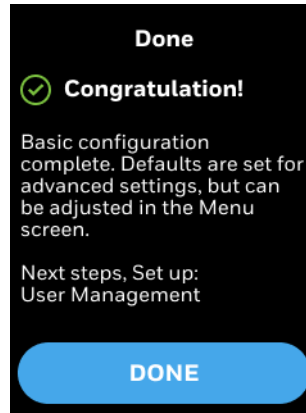 Done
Congratulation!
Basic configuration
complete. Defaults are set for
advanced settings, but can
be adjusted in the Menu
screen.
Next steps, Set up:
User Management
DONE